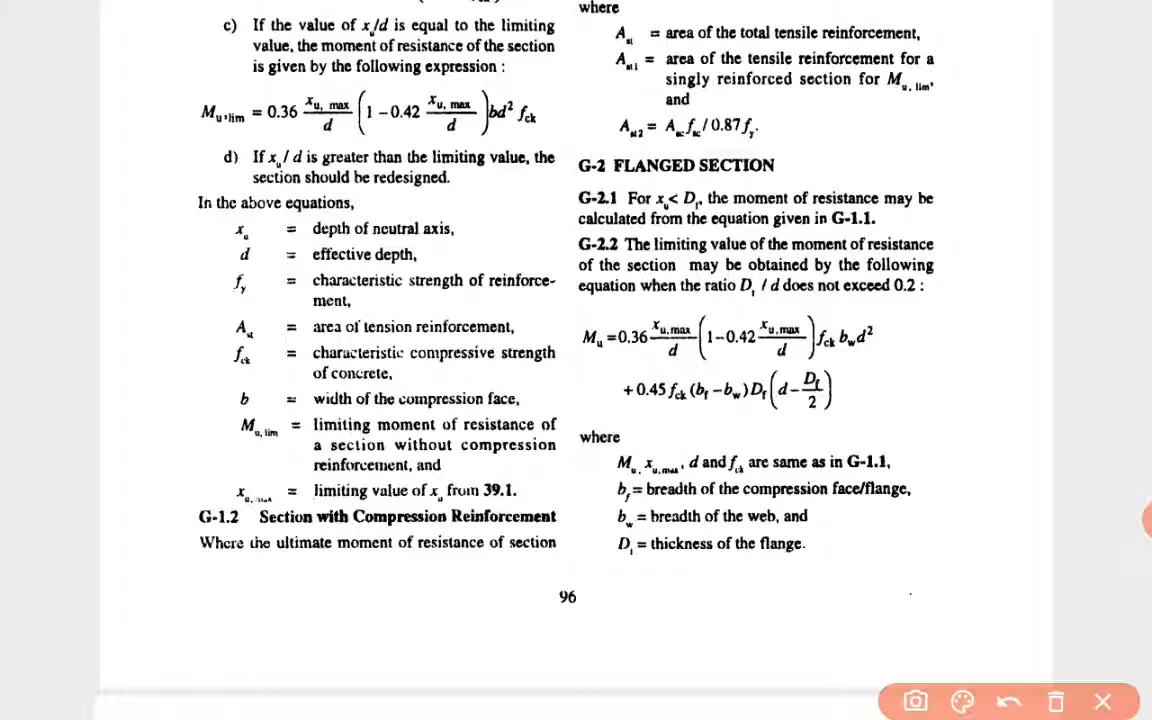 c) If the value of xu/d is equal to the limiting
value, the moment of resistance of the section
is given by the following expression :
Mu,lim = 0.36 xu, max/d (1 – 0.42 xu, max/d) bd² fck
d) If xu / d is greater than the limiting value, the
section should be redesigned.
In the above equations,
xu = depth of neutral axis,
d = effective depth,
fy = characteristic strength of reinforce-
ment,
Ast = area of tension reinforcement,
fck = characteristic compressive strength
of concrete,
b = width of the compression face,
Mu, lim = limiting moment of resistance of
a section without compression
reinforcement, and
xu, max = limiting value of xu from 39.1.
G-1.2 Section with Compression Reinforcement
Where the ultimate moment of resistance of section
where
Ast = area of the total tensile reinforcement,
Ast1 = area of the tensile reinforcement for a
singly reinforced section for Mu, lim,
and
Ast2 = Asc fsc / 0.87 fy.
G-2 FLANGED SECTION
G-2.1 For xu < Df, the moment of resistance may be
calculated from the equation given in G-1.1.
G-2.2 The limiting value of the moment of resistance
of the section may be obtained by the following
equation when the ratio Df / d does not exceed 0.2 :
Mu = 0.36 xu,max/d (1 – 0.42 xu,max/d) fck bw d²
+ 0.45 fck (bf – bw) Df (d – Df/2)
where
Mu, xu,max, d and fck are same as in G-1.1,
bf = breadth of the compression face/flange,
bw = breadth of the web, and
Df = thickness of the flange.
96